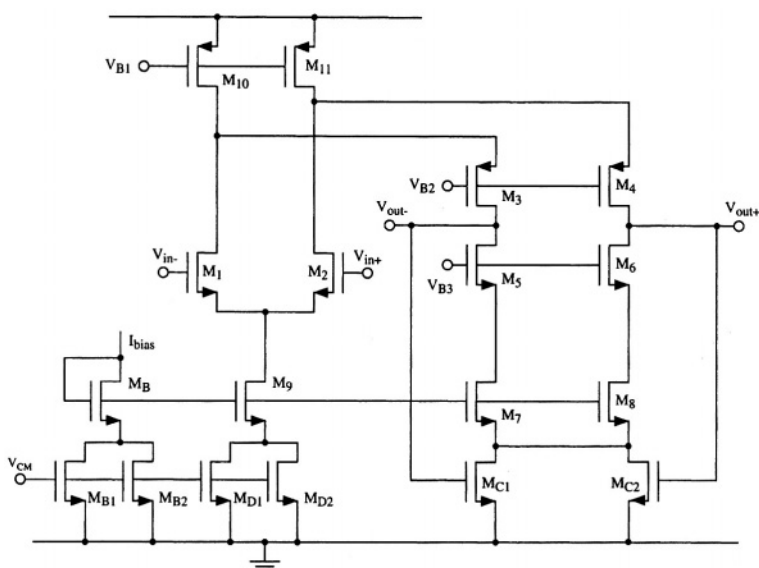 V_B1
M_10
M_11
V_B2
M_3
M_4
V_out-
V_out+
V_in-
M_1
M_2
V_in+
V_B3
M_5
M_6
I_bias
M_B
M_9
M_7
M_8
V_CM
M_B1
M_B2
M_D1
M_D2
M_C1
M_C2